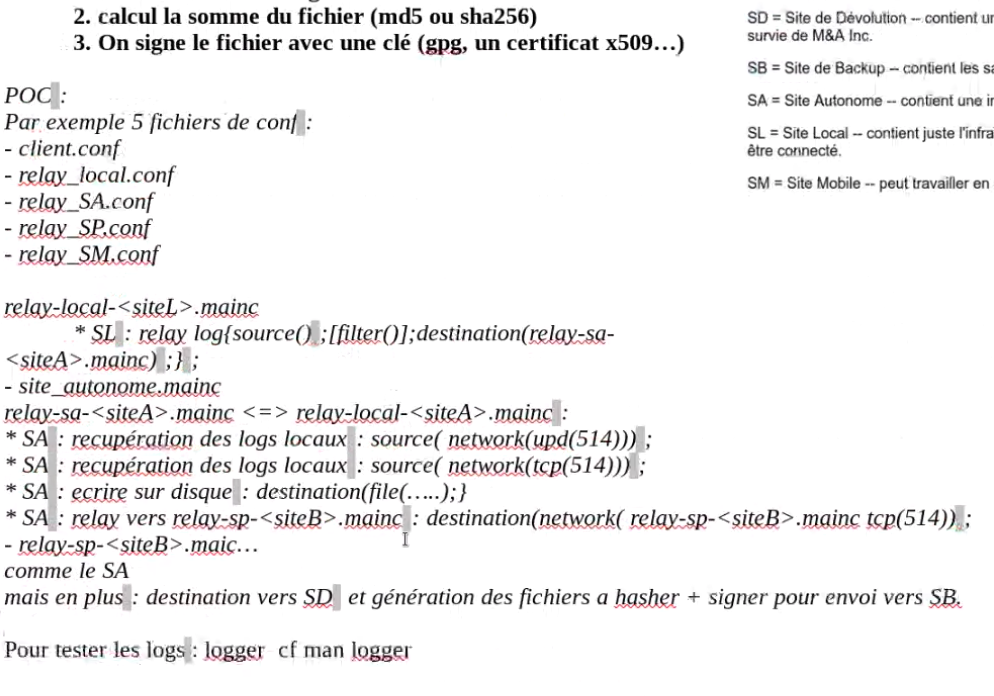 2. calcul la somme du fichier (md5 ou sha256)
3. On signe le fichier avec une clé (gpg, un certificat x509…)
POC :
Par exemple 5 fichiers de conf :
- client.conf
- relay_local.conf
- relay_SA.conf
- relay_SP.conf
- relay_SM.conf
relay-local-<siteL>.mainc
* SL : relay log{source() ;[filter()];destination(relay-sa-
<siteA>.mainc) ;} ;
- site_autonome.mainc
relay-sa-<siteA>.mainc <=> relay-local-<siteA>.mainc :
* SA : recupération des logs locaux : source( network(upd(514))) ;
* SA : recupération des logs locaux : source( network(tcp(514))) ;
* SA : ecrire sur disque : destination(file(…..);}
* SA : relay vers relay-sp-<siteB>.mainc : destination(network( relay-sp-<siteB>.mainc tcp(514)) ;
- relay-sp-<siteB>.maic…
comme le SA
mais en plus : destination vers SD  et génération des fichiers a hasher + signer pour envoi vers SB.
Pour tester les logs : logger  cf man logger
SD = Site de Dévolution -- contient un
survie de M&A Inc.
SB = Site de Backup -- contient les sa
SA = Site Autonome -- contient une in
SL = Site Local -- contient juste l'infra
être connecté.
SM = Site Mobile -- peut travailler en